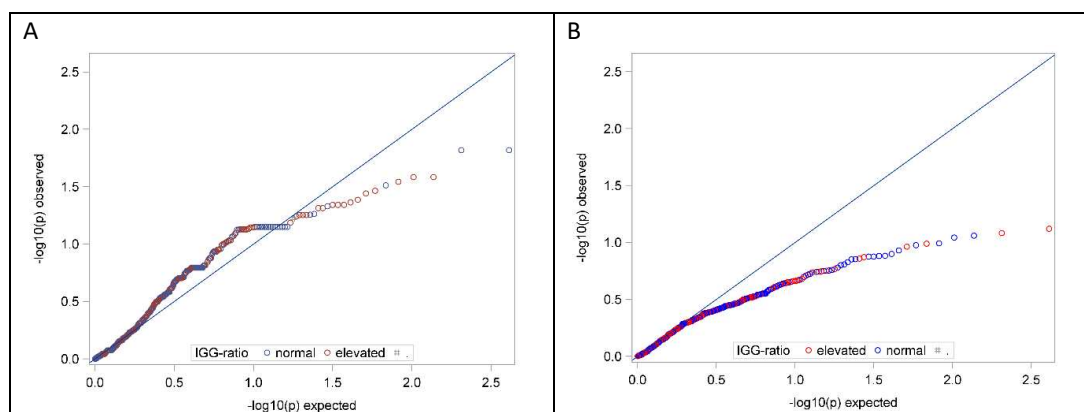 A
-log10(p) observed
2.5
2.0
1.5
1.0
0.5
0.0
IGG-ratio normal elevated .
0.0 0.5 1.0 1.5 2.0 2.5
-log10(p) expected
B
-log10(p) observed
2.5
2.0
1.5
1.0
0.5
0.0
IGG-ratio elevated normal .
0.0 0.5 1.0 1.5 2.0 2.5
-log10(p) expected